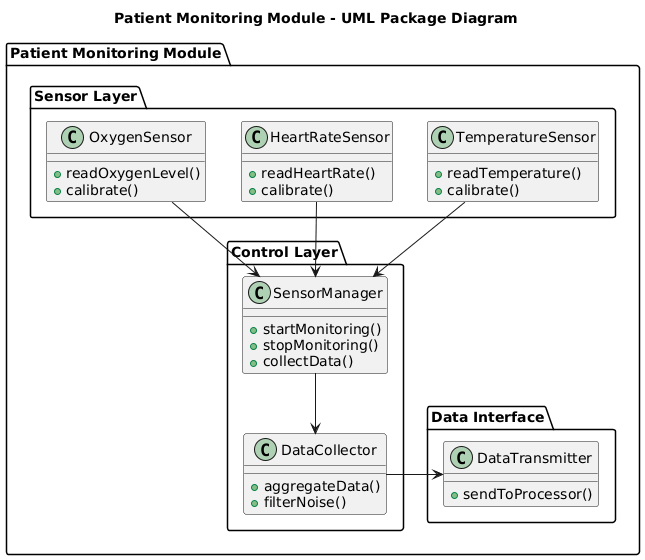 Patient Monitoring Module - UML Package Diagram
Patient Monitoring Module
Sensor Layer
C OxygenSensor
readOxygenLevel()
calibrate()
C HeartRateSensor
readHeartRate()
calibrate()
C TemperatureSensor
readTemperature()
calibrate()
Control Layer
C SensorManager
startMonitoring()
stopMonitoring()
collectData()
C DataCollector
aggregateData()
filterNoise()
Data Interface
C DataTransmitter
sendToProcessor()